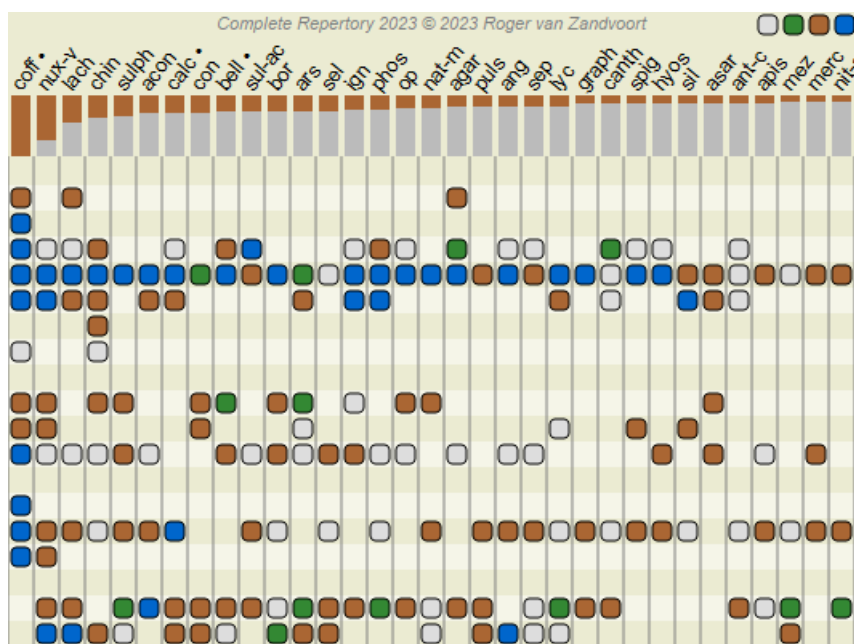 Complete Repertory 2023 © 2023 Roger van Zandvoort
coff •
nux-v
lach
chin
sulph
acon
calc •
con
bell •
sul-ac
bor
ars
sel
ign
phos
op
nat-m
agar
puls
ang
sep
lyc
graph
canth
spig
hyos
sil
asar
ant-c
apis
mez
merc